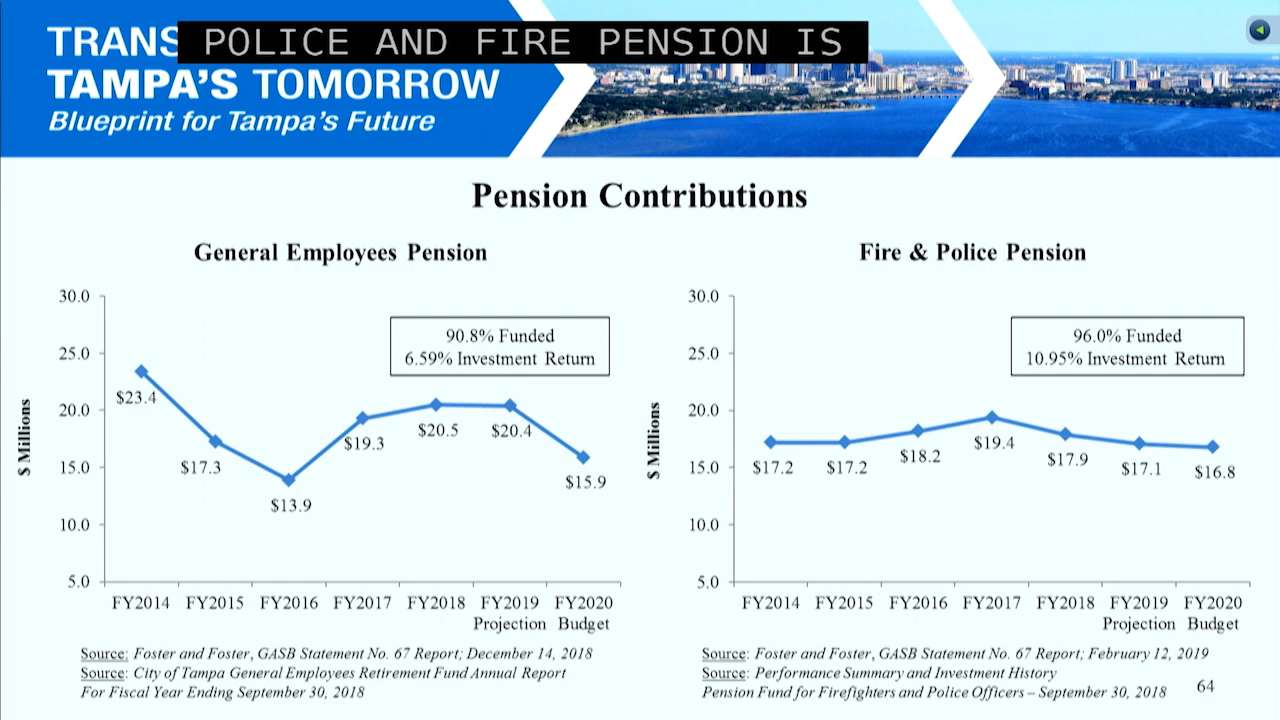 TRANS
POLICE AND FIRE PENSION IS
TAMPA'S TOMORROW
Blueprint for Tampa's Future
Pension Contributions
General Employees Pension
30.0
25.0
20.0
15.0
10.0
5.0
$ Millions
90.8% Funded
6.59% Investment Return
$23.4
$17.3
$13.9
$19.3
$20.5
$20.4
$15.9
FY2014 FY2015 FY2016 FY2017 FY2018 FY2019 FY2020
Projection Budget
Source: Foster and Foster, GASB Statement No. 67 Report; December 14, 2018
Source: City of Tampa General Employees Retirement Fund Annual Report
For Fiscal Year Ending September 30, 2018
Fire & Police Pension
30.0
25.0
20.0
15.0
10.0
5.0
$ Millions
96.0% Funded
10.95% Investment Return
$17.2
$17.2
$18.2
$19.4
$17.9
$17.1
$16.8
FY2014 FY2015 FY2016 FY2017 FY2018 FY2019 FY2020
Projection Budget
Source: Foster and Foster, GASB Statement No. 67 Report; February 12, 2019
Source: Performance Summary and Investment History
Pension Fund for Firefighters and Police Officers – September 30, 2018
64